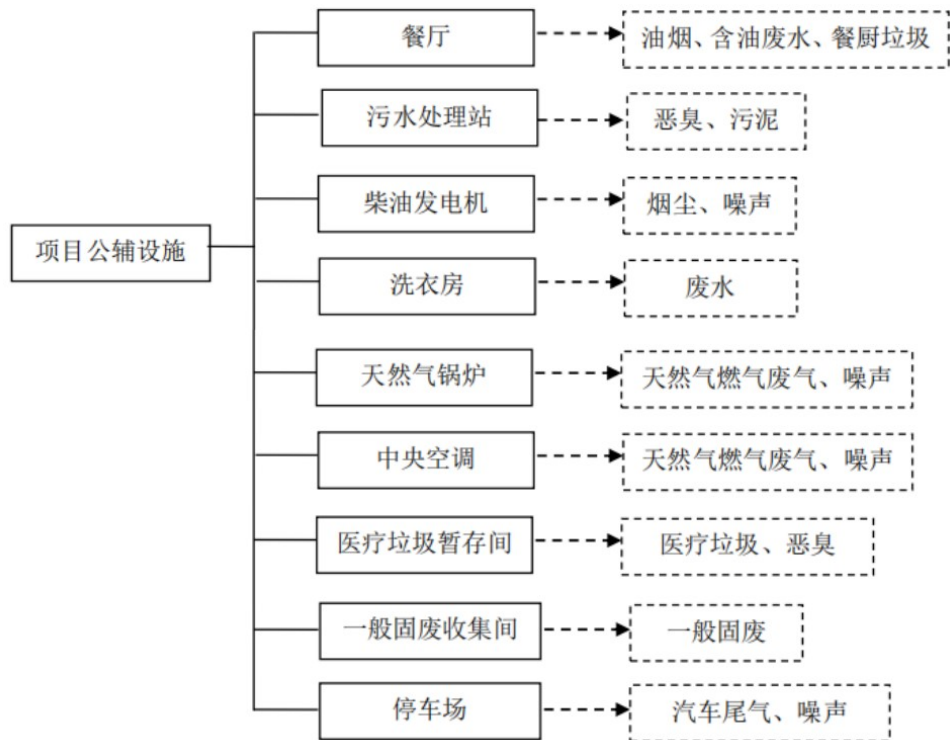 餐厅
油烟、含油废水、餐厨垃圾
污水处理站
恶臭、污泥
柴油发电机
烟尘、噪声
项目公辅设施
洗衣房
废水
天然气锅炉
天然气燃气废气、噪声
中央空调
天然气燃气废气、噪声
医疗垃圾暂存间
医疗垃圾、恶臭
一般固废收集间
一般固废
停车场
汽车尾气、噪声